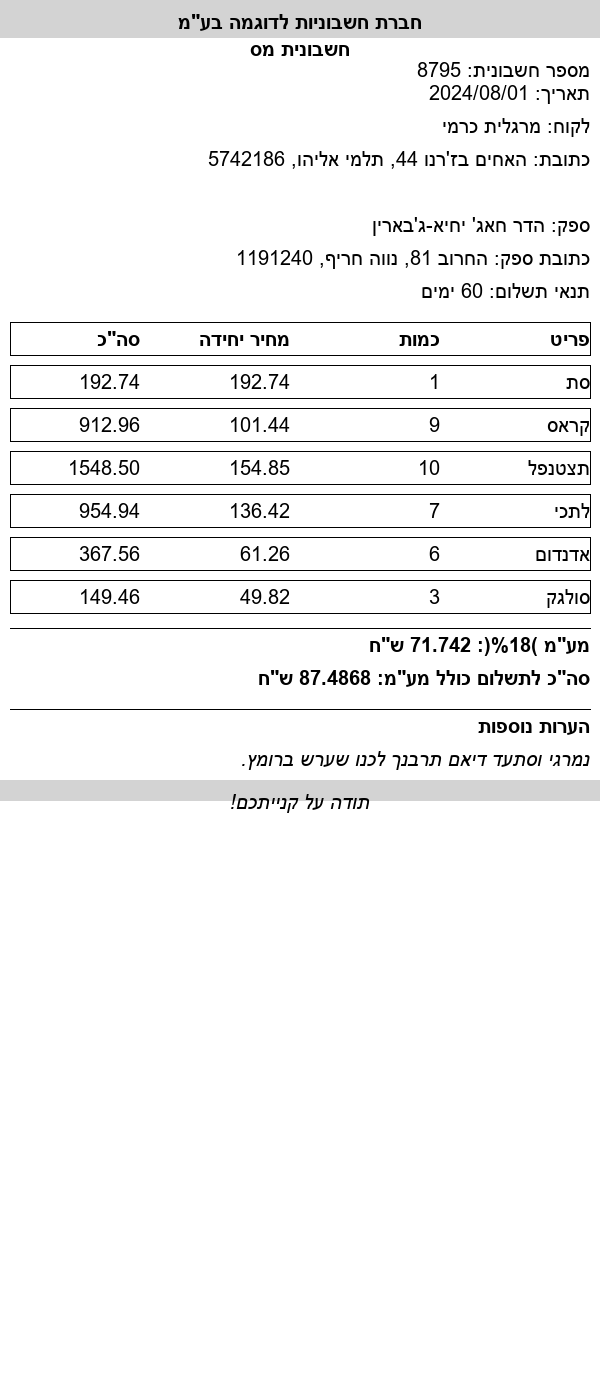 חברת חשבוניות לדוגמה בע"מ
חשבונית מס
מספר חשבונית: 8795
תאריך: 2024/08/01
לקוח: מרגלית כרמי
כתובת: האחים בז'רנו 44, תלמי אליהו, 5742186
ספק: הדר חאג' יחיא-ג'בארין
כתובת ספק: החרוב 81, נווה חריף, 1191240
תנאי תשלום: 60 ימים
פריט כמות מחיר יחידה סה"כ
סת 1 192.74 192.74
קראס 9 101.44 912.96
תצטנפל 10 154.85 1548.50
לתכי 7 136.42 954.94
אדנדום 6 61.26 367.56
סולגק 3 49.82 149.46
מע"מ )18%(: 71.742 ש"ח
סה"כ לתשלום כולל מע"מ: 87.4868 ש"ח
הערות נוספות
נמרגי וסתעד דיאם תרבנך לכנו שערש ברומץ.
תודה על קנייתכם!